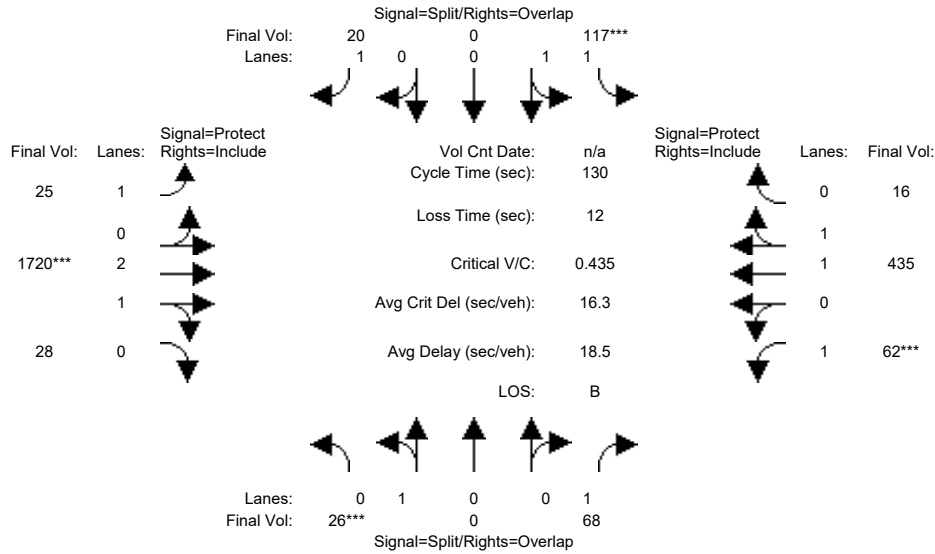 Signal=Split/Rights=Overlap
Final Vol: 20 0 117***
Lanes: 1 0 0 1 1
Signal=Protect
Rights=Include
Final Vol: Lanes:
Vol Cnt Date: n/a
Signal=Protect
Rights=Include
Lanes: Final Vol:
Cycle Time (sec): 130
25 1
0 16
Loss Time (sec): 12
0
1
1720*** 2
Critical V/C: 0.435
1 435
1
Avg Crit Del (sec/veh): 16.3
0
28 0
Avg Delay (sec/veh): 18.5
1 62***
LOS: B
Lanes: 0 1 0 0 1
Final Vol: 26*** 0 68
Signal=Split/Rights=Overlap